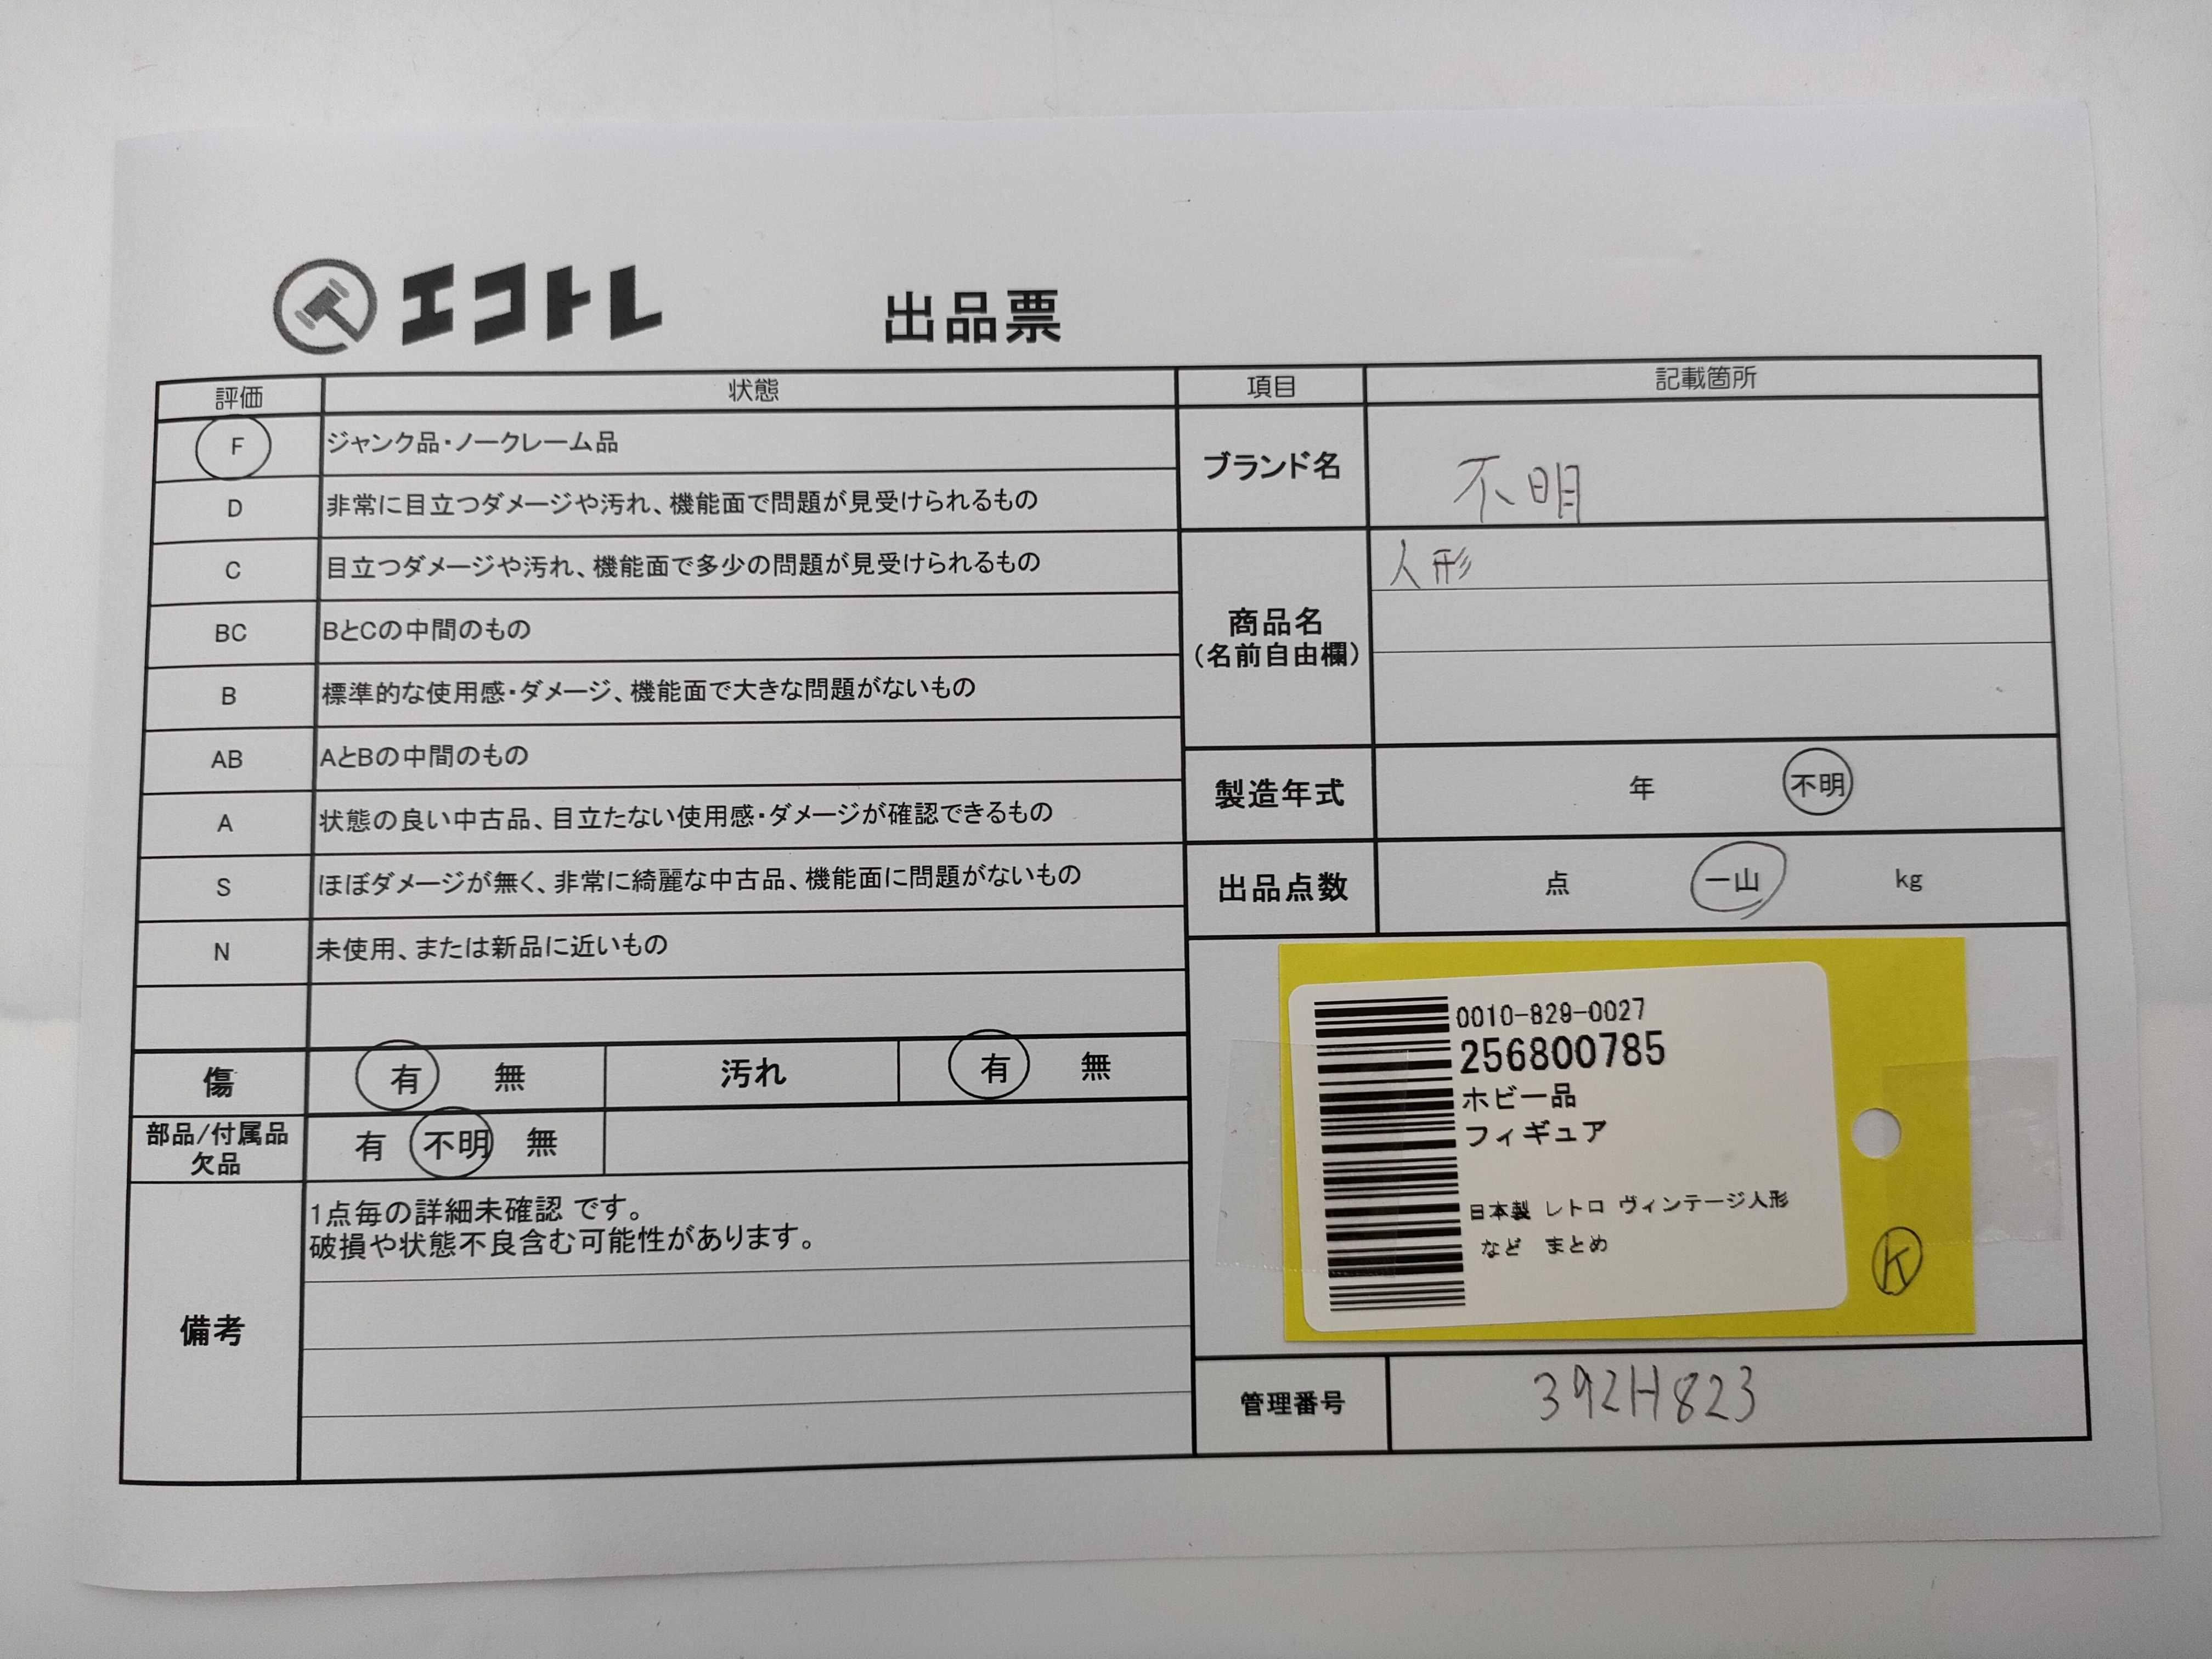 エコトレ 出品票
評価 状態 項目 記載箇所
F ジャンク品・ノークレーム品
D 非常に目立つダメージや汚れ、機能面で問題が見受けられるもの
C 目立つダメージや汚れ、機能面で多少の問題が見受けられるもの
BC BとCの中間のもの
B 標準的な使用感・ダメージ、機能面で大きな問題がないもの
AB AとBの中間のもの
A 状態の良い中古品、目立たない使用感・ダメージが確認できるもの
S ほぼダメージが無く、非常に綺麗な中古品、機能面に問題がないもの
N 未使用、または新品に近いもの
傷 有 無 汚れ 有 無
部品/付属品
欠品
有 不明 無
備考
1点毎の詳細未確認 です。
破損や状態不良含む可能性があります。
ブランド名 不明
商品名
(名前自由欄)
人形
製造年式 年 不明
出品点数 点 一山 kg
0010-829-0027
256800785
ホビー品
フィギュア
日本製 レトロ ヴィンテージ人形
など まとめ
K
管理番号 392H823